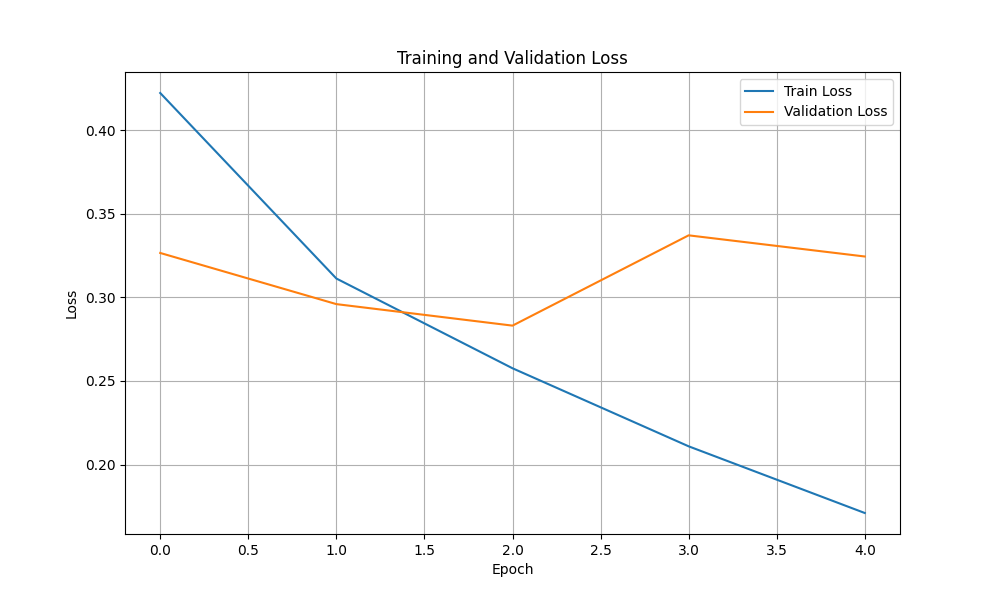 Training and Validation Loss
Train Loss
Validation Loss
0.40
0.35
0.30
0.25
0.20
Loss
0.0 0.5 1.0 1.5 2.0 2.5 3.0 3.5 4.0
Epoch